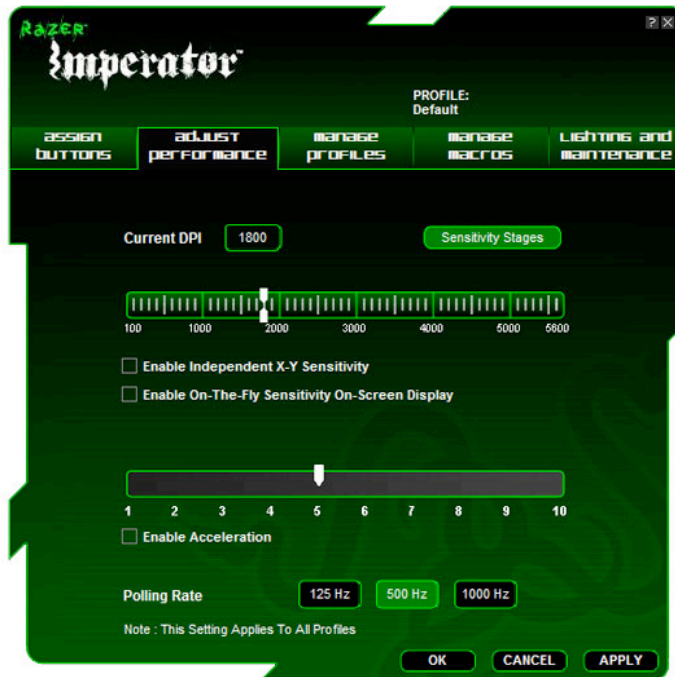 RAZER
Imperator™
? X
PROFILE:
Default
assign buttons
adjust performance
manage profiles
manage macros
Lighting and maintenance
Current DPI 1800 Sensitivity Stages
100 1000 2000 3000 4000 5000 5600
Enable Independent X-Y Sensitivity
Enable On-The-Fly Sensitivity On-Screen Display
1 2 3 4 5 6 7 8 9 10
Enable Acceleration
Polling Rate 125 Hz 500 Hz 1000 Hz
Note : This Setting Applies To All Profiles
OK CANCEL APPLY